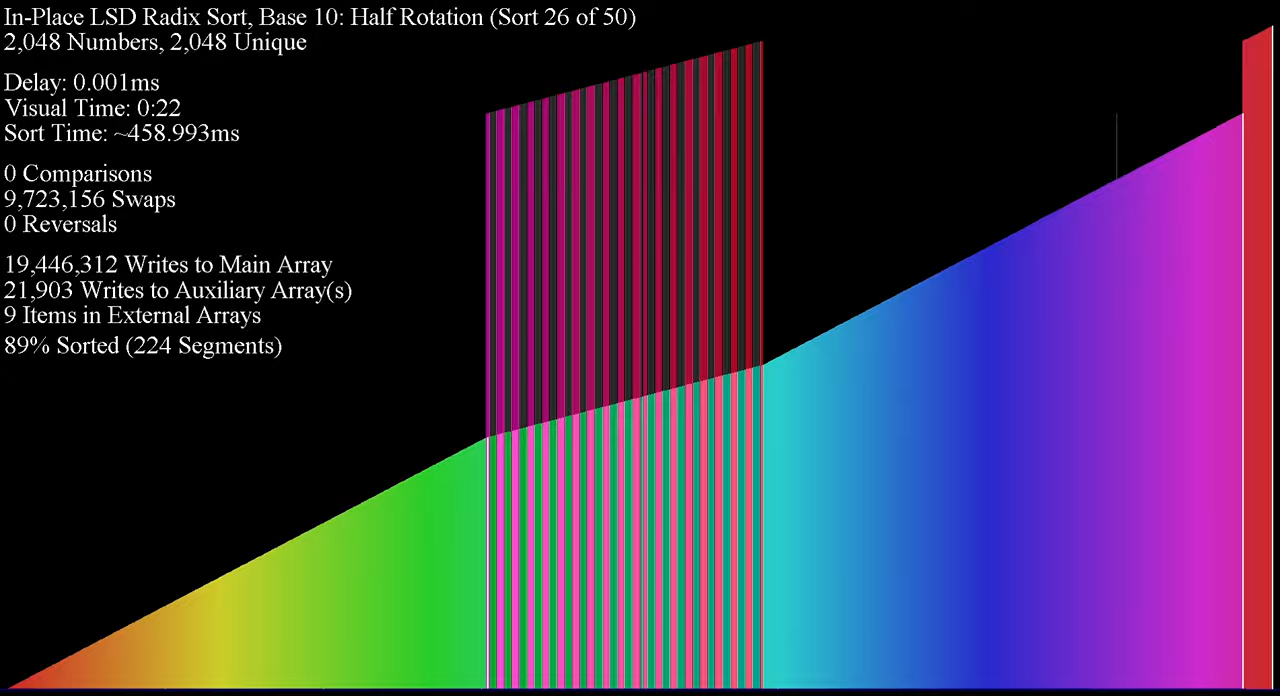 In-Place LSD Radix Sort, Base 10: Half Rotation (Sort 26 of 50)
2,048 Numbers, 2,048 Unique
Delay: 0.001ms
Visual Time: 0:22
Sort Time: ~458.993ms
0 Comparisons
9,723,156 Swaps
0 Reversals
19,446,312 Writes to Main Array
21,903 Writes to Auxiliary Array(s)
9 Items in External Arrays
89% Sorted (224 Segments)